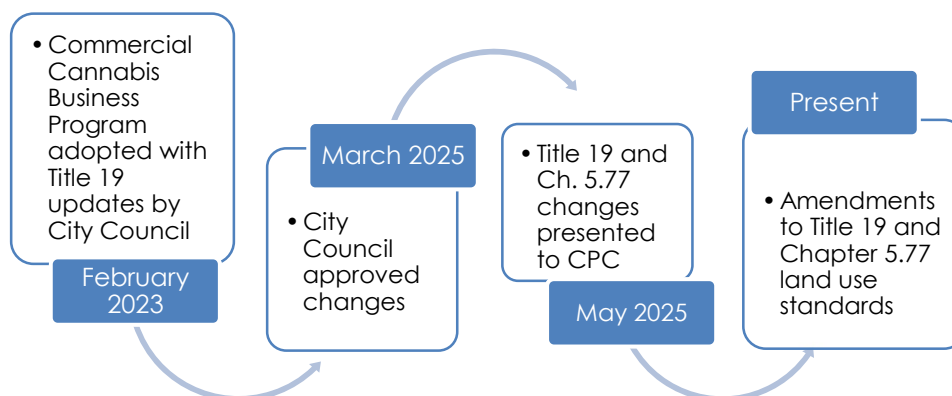 • Commercial
Cannabis
Business
Program
adopted with
Title 19
updates by
City Council
February
2023
March 2025
• City
Council
approved
changes
• Title 19 and
Ch. 5.77
changes
presented
to CPC
May 2025
Present
• Amendments
to Title 19 and
Chapter 5.77
land use
standards